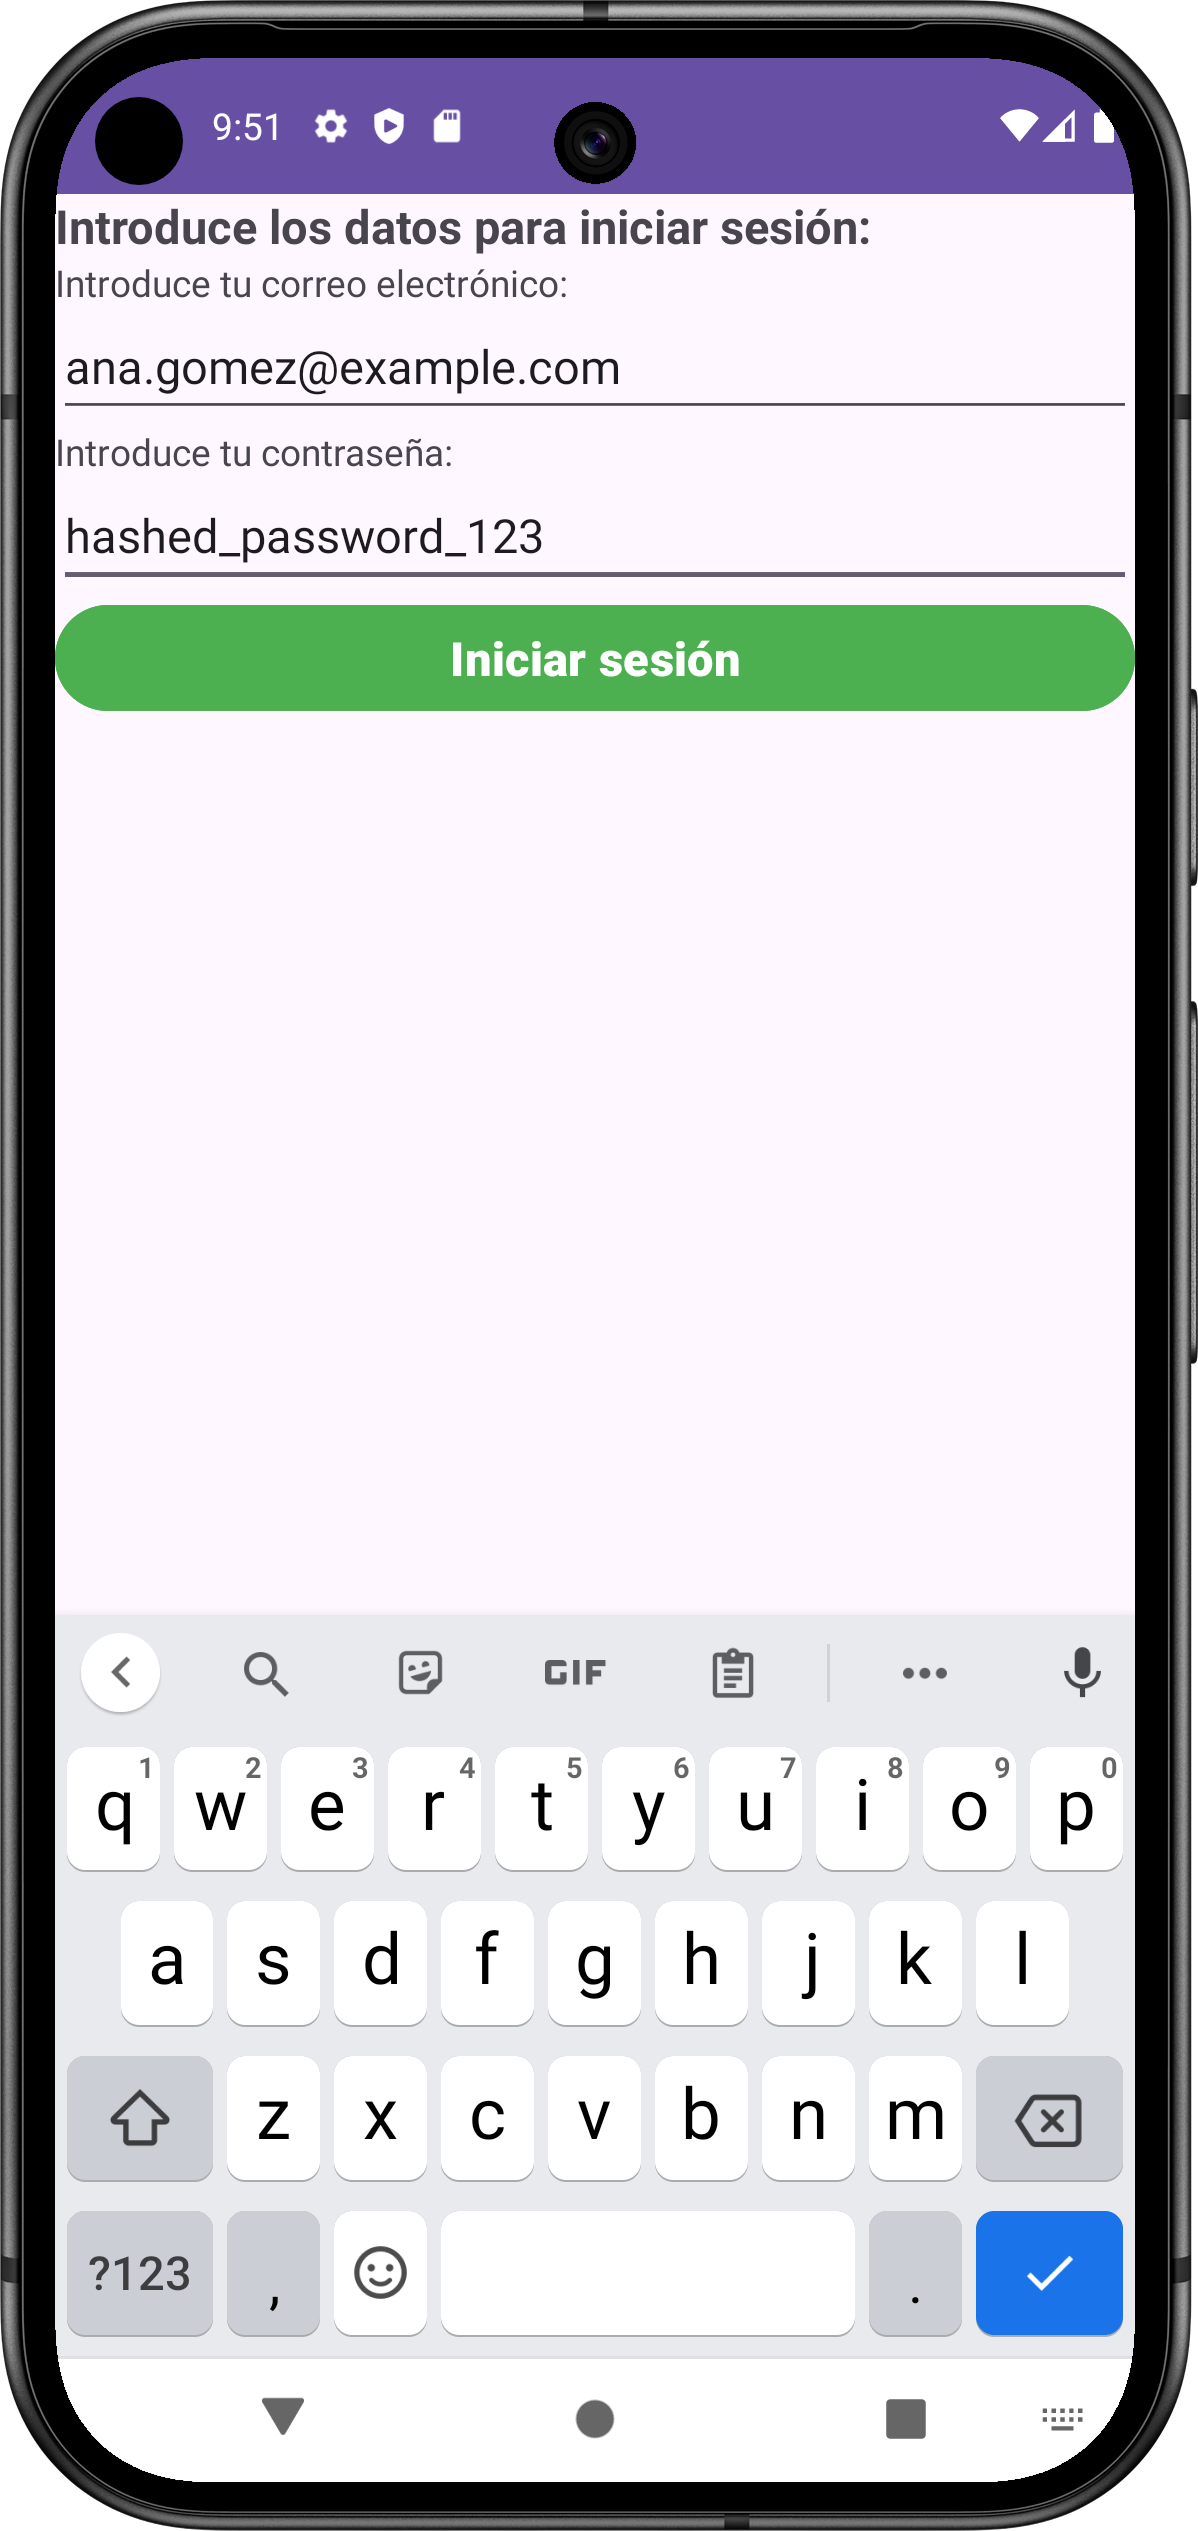 9:51
Introduce los datos para iniciar sesión:
Introduce tu correo electrónico:
ana.gomez@example.com
Introduce tu contraseña:
hashed_password_123
Iniciar sesión
GIF
1 2 3 4 5 6 7 8 9 0
q w e r t y u i o p
a s d f g h j k l
z x c v b n m
?123 , .